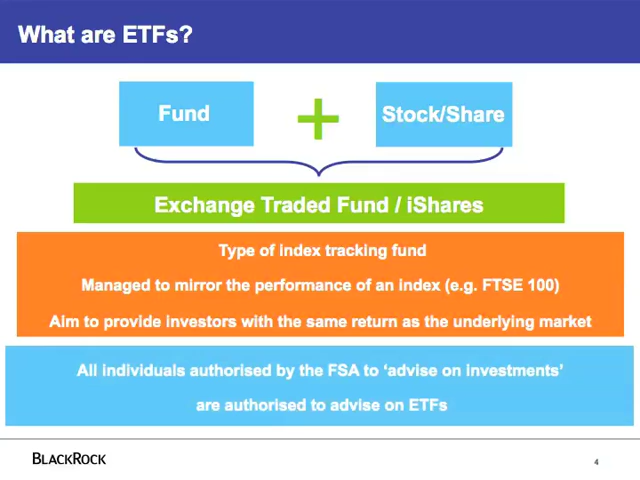 What are ETFs?
Fund
+
Stock/Share
Exchange Traded Fund / iShares
Type of index tracking fund
Managed to mirror the performance of an index (e.g. FTSE 100)
Aim to provide investors with the same return as the underlying market
All individuals authorised by the FSA to ‘advise on investments’
are authorised to advise on ETFs
BLACKROCK
4